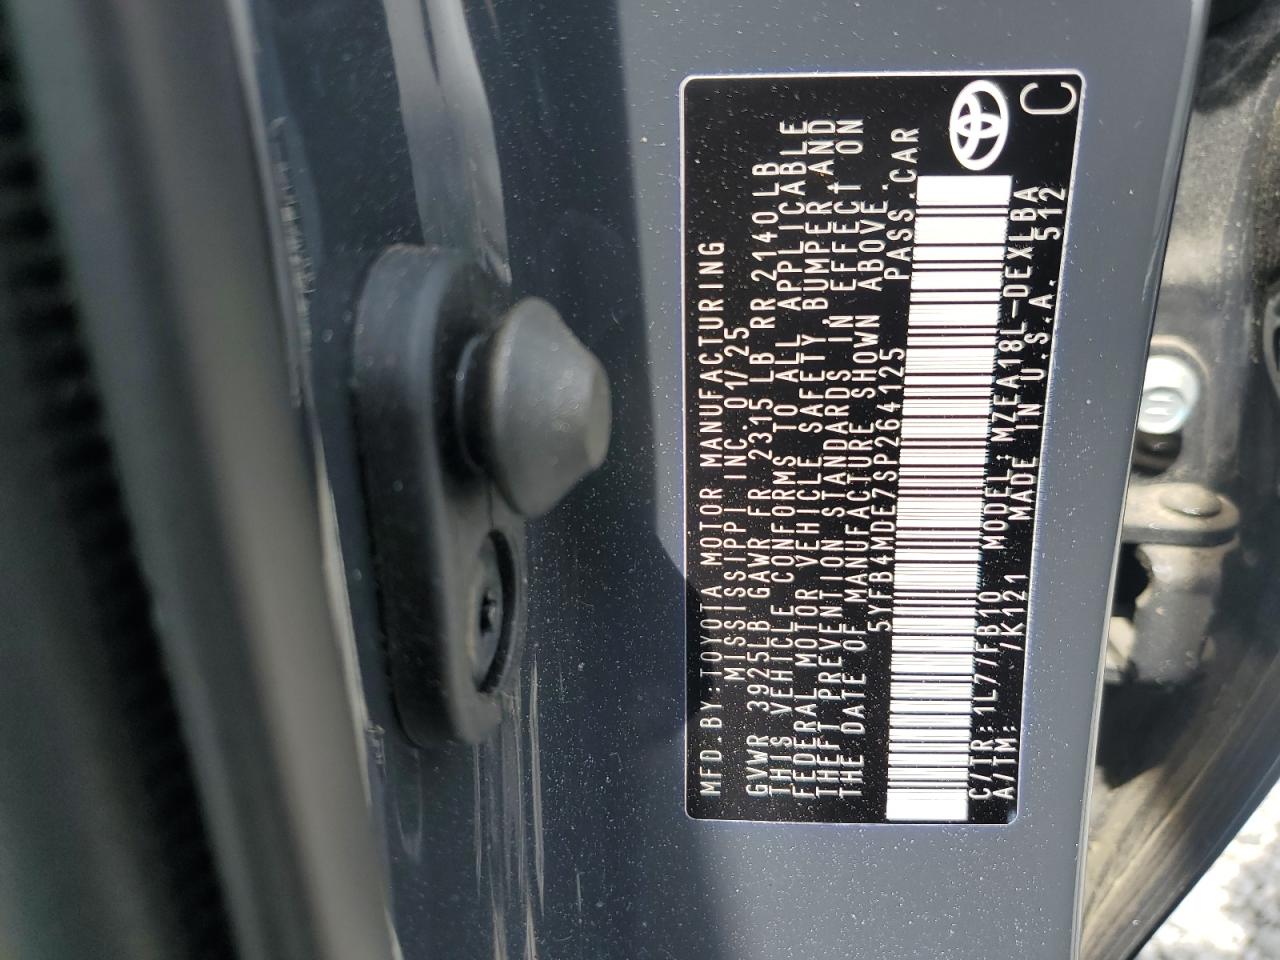 MFD.BY:TOYOTA MOTOR MANUFACTURING
MISSISSIPPI INC 01/25
GVWR 3925LB GAWR FR 2315LB RR 2140LB
THIS VEHICLE CONFORMS TO ALL APPLICABLE
FEDERAL MOTOR VEHICLE SAFETY, BUMPER, AND
THEFT PREVENTION STANDARDS IN EFFECT ON
THE DATE OF MANUFACTURE SHOWN ABOVE.
5YFB4MDE7SP264125 PASS.CAR
C/TR:1L77FB10 MODEL:MZEA18L-DEXLBA
A/TM: /K121 MADE IN U.S.A. 512
C